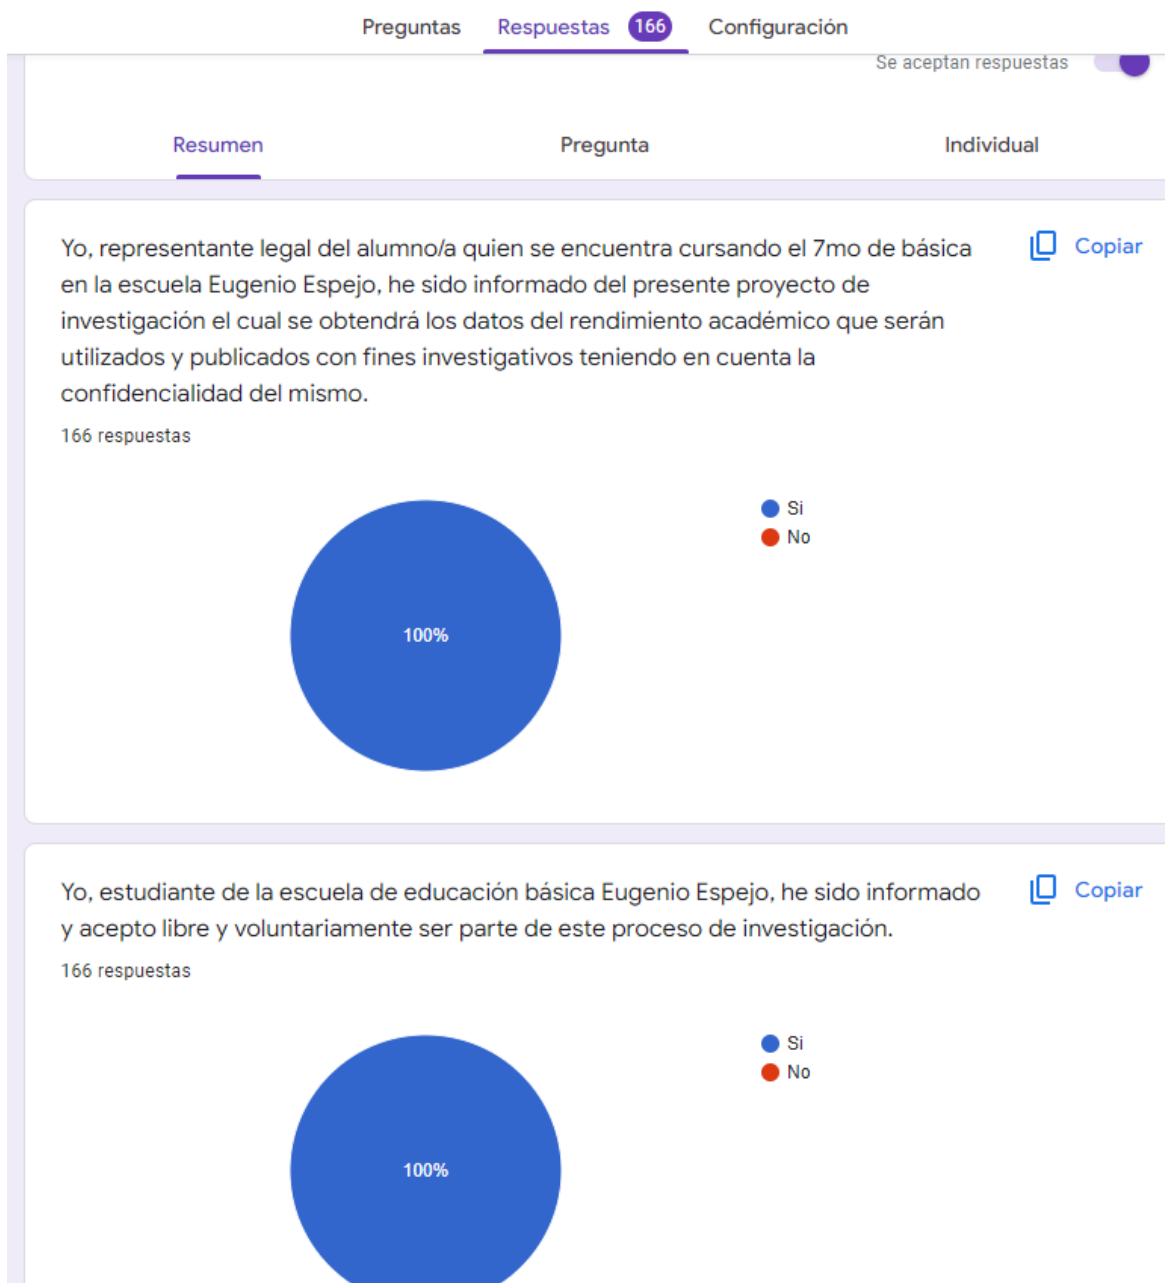 Preguntas Respuestas 166 Configuración
Se aceptan respuestas
Resumen Pregunta Individual
Yo, representante legal del alumno/a quien se encuentra cursando el 7mo de básica
en la escuela Eugenio Espejo, he sido informado del presente proyecto de
investigación el cual se obtendrá los datos del rendimiento académico que serán
utilizados y publicados con fines investigativos teniendo en cuenta la
confidencialidad del mismo.
Copiar
166 respuestas
Si
No
100%
Yo, estudiante de la escuela de educación básica Eugenio Espejo, he sido informado
y acepto libre y voluntariamente ser parte de este proceso de investigación.
Copiar
166 respuestas
Si
No
100%